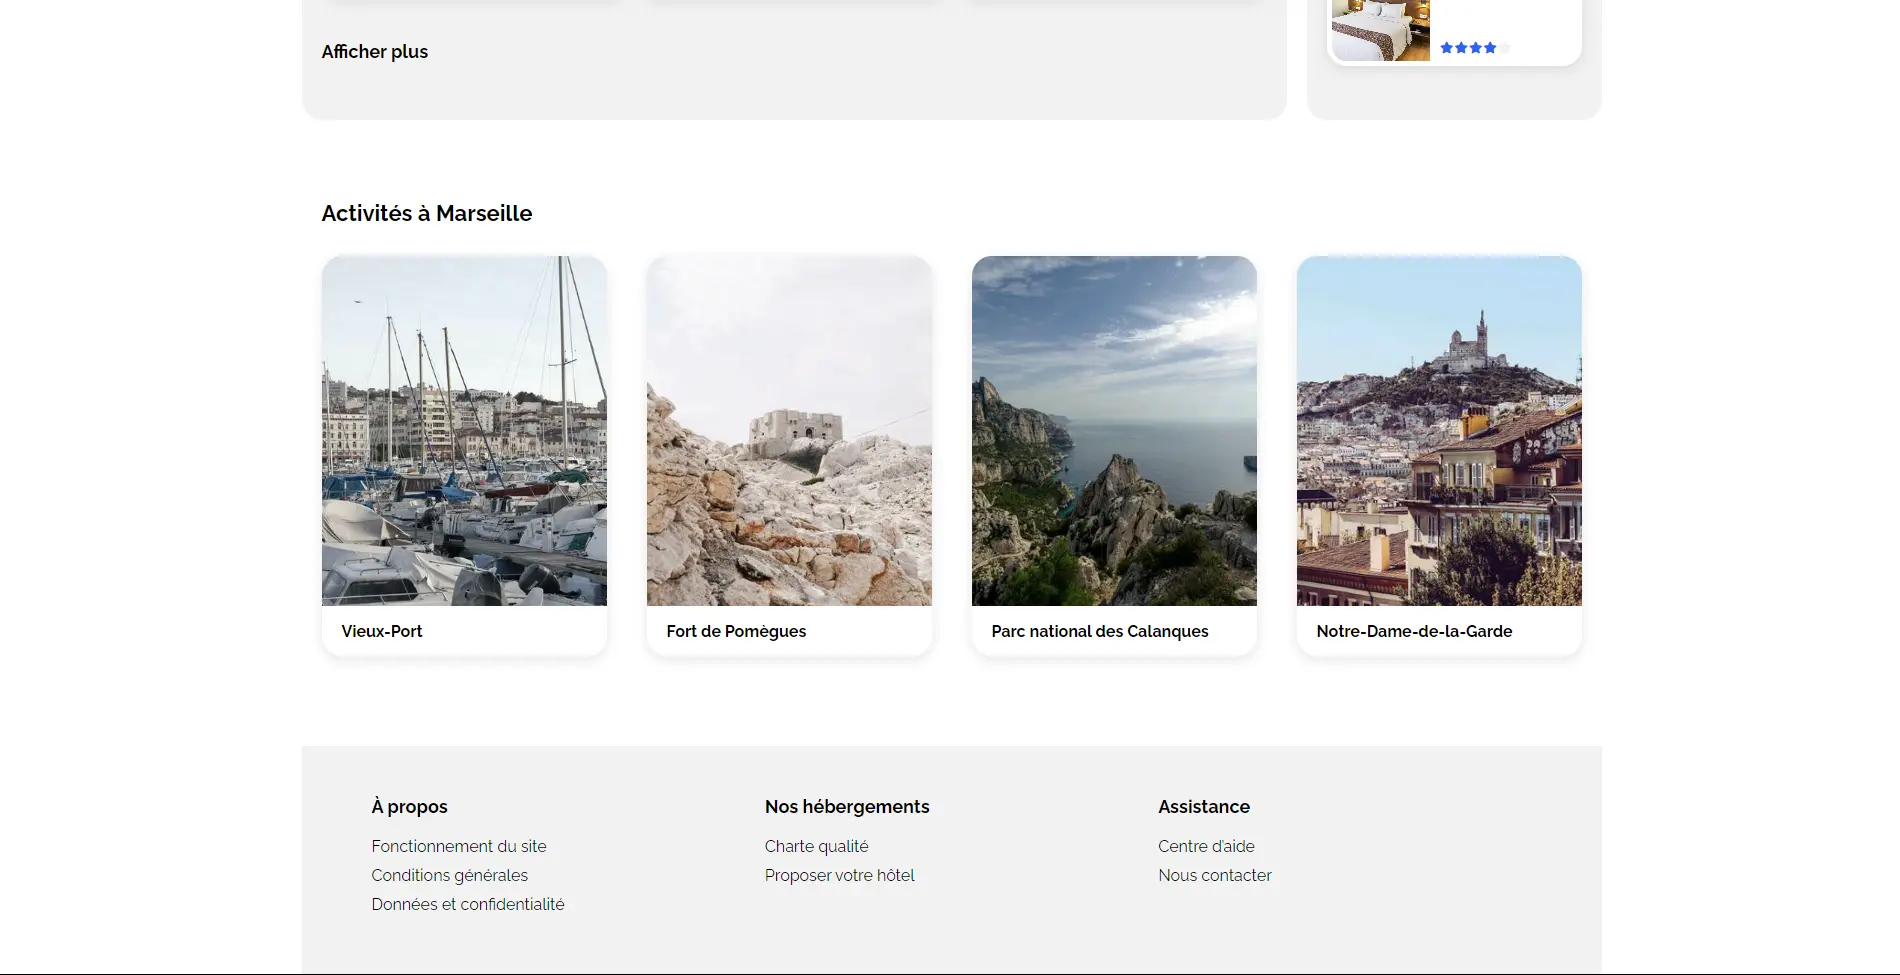 Afficher plus
Activités à Marseille
Vieux-Port
Fort de Pomègues
Parc national des Calanques
Notre-Dame-de-la-Garde
À propos
Fonctionnement du site
Conditions générales
Données et confidentialité
Nos hébergements
Charte qualité
Proposer votre hôtel
Assistance
Centre d'aide
Nous contacter